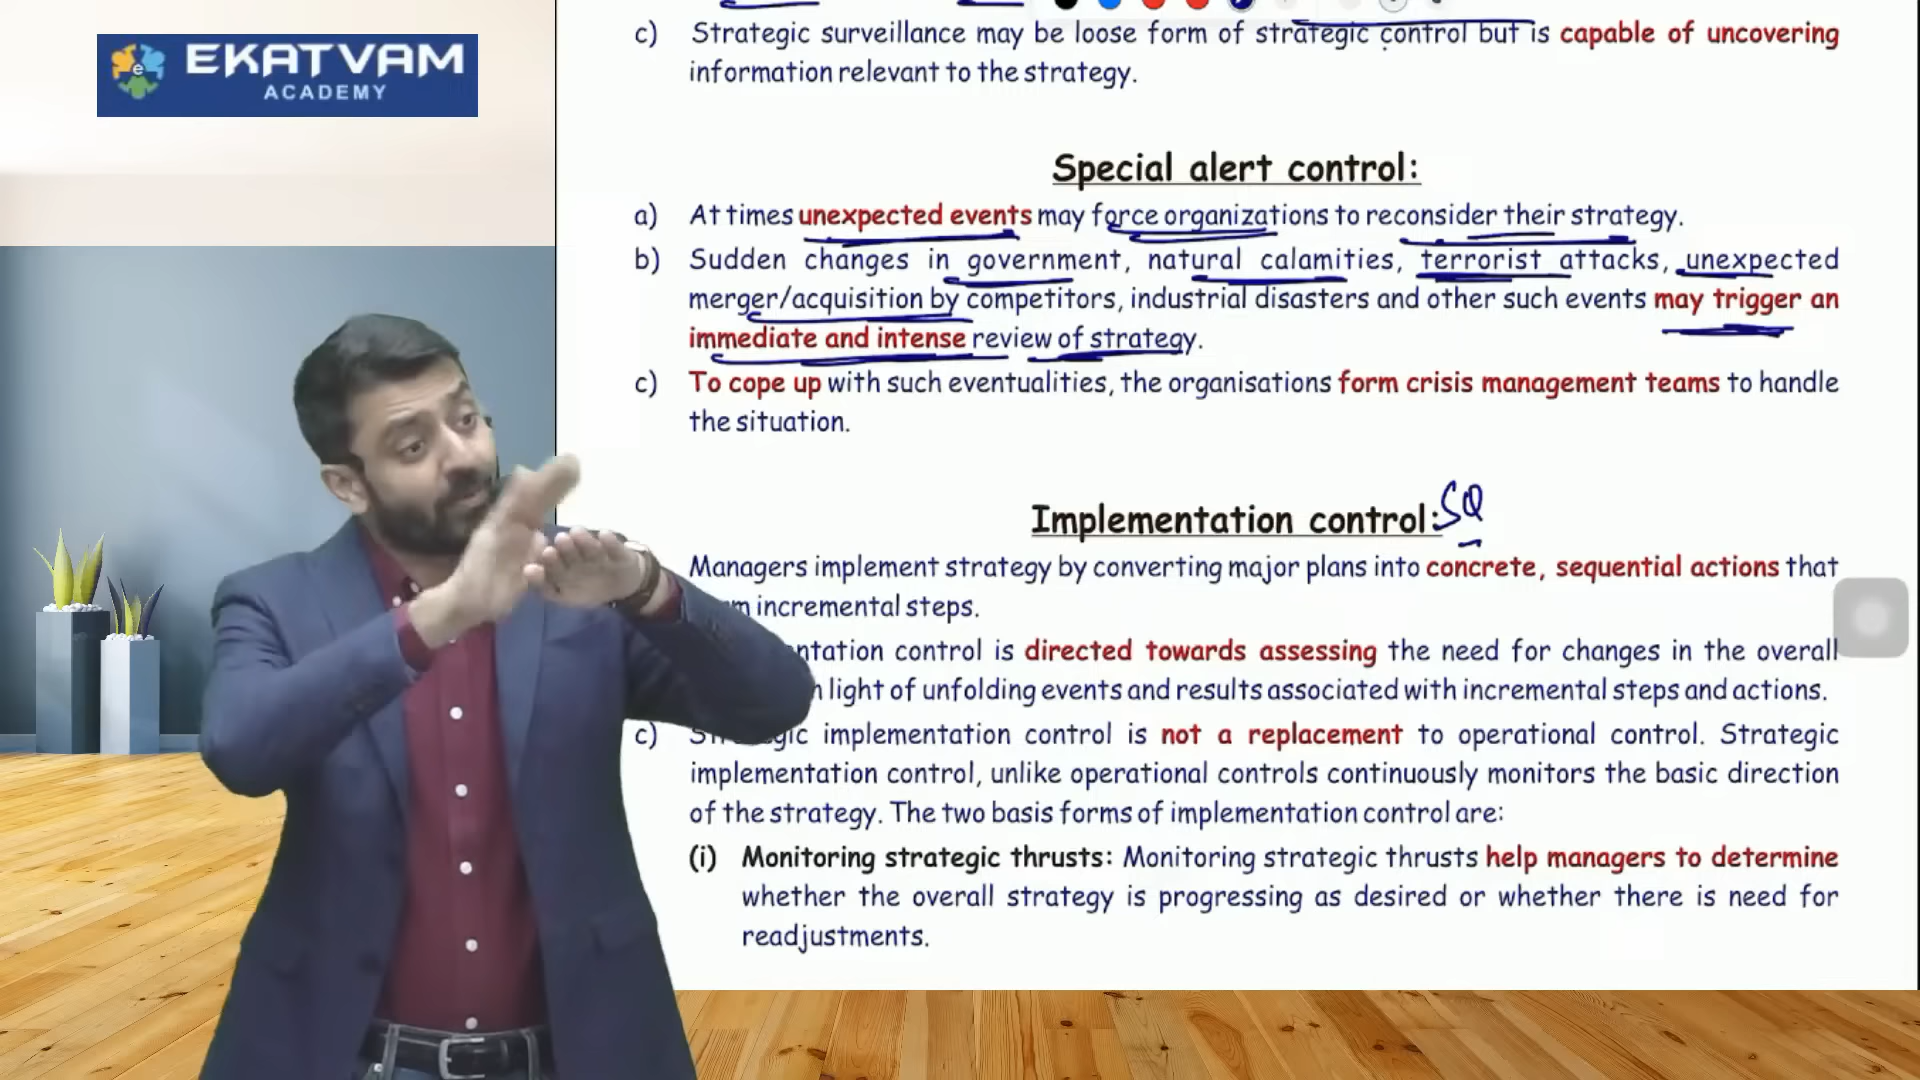 EKATVAM
ACADEMY
c) Strategic surveillance may be loose form of strategic control but is capable of uncovering
information relevant to the strategy.
Special alert control:
a) At times unexpected events may force organizations to reconsider their strategy.
b) Sudden changes in government, natural calamities, terrorist attacks, unexpected
merger/acquisition by competitors, industrial disasters and other such events may trigger an
immediate and intense review of strategy.
c) To cope up with such eventualities, the organisations form crisis management teams to handle
the situation.
Implementation control: SQ
Managers implement strategy by converting major plans into concrete, sequential actions that
incremental steps.
control is directed towards assessing the need for changes in the overall
light of unfolding events and results associated with incremental steps and actions.
c) implementation control is not a replacement to operational control. Strategic
implementation control, unlike operational controls continuously monitors the basic direction
of the strategy. The two basis forms of implementation control are:
(i) Monitoring strategic thrusts: Monitoring strategic thrusts help managers to determine
whether the overall strategy is progressing as desired or whether there is need for
readjustments.